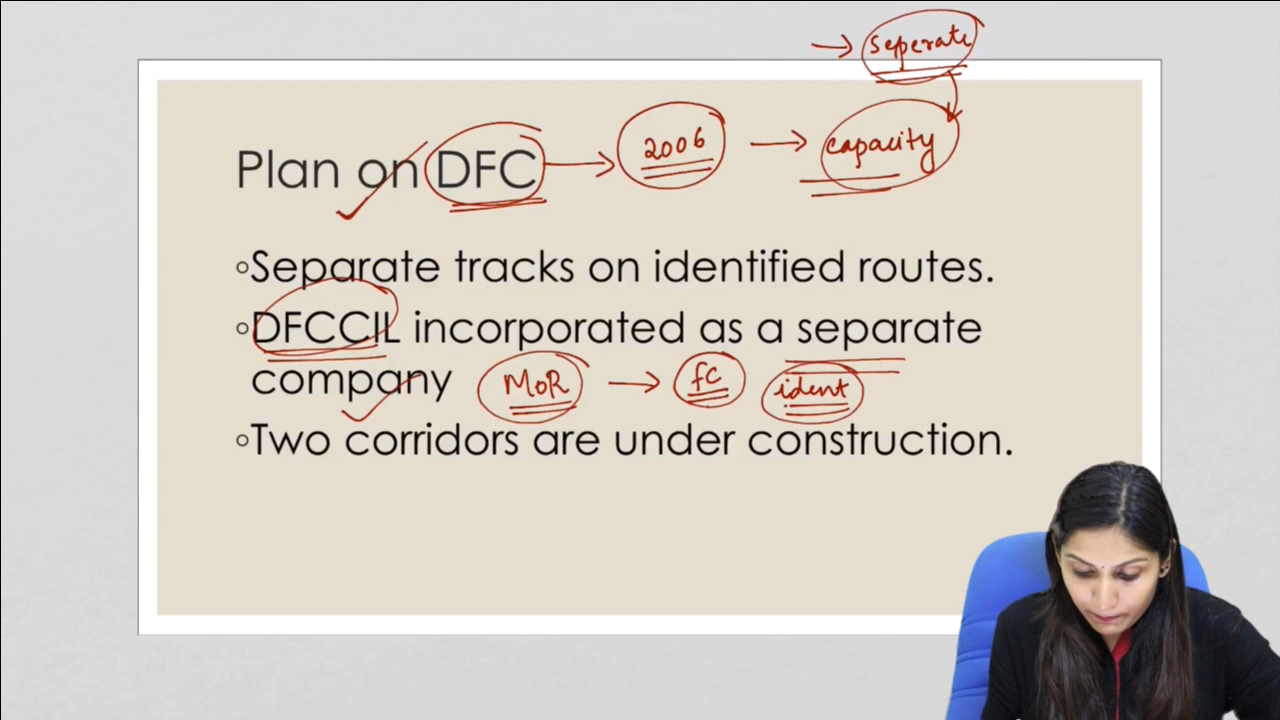 → seperate
Plan on DFC → 2006 → capacity
◦Separate tracks on identified routes.
◦DFCCIL incorporated as a separate
company MoR → fc ident
◦Two corridors are under construction.